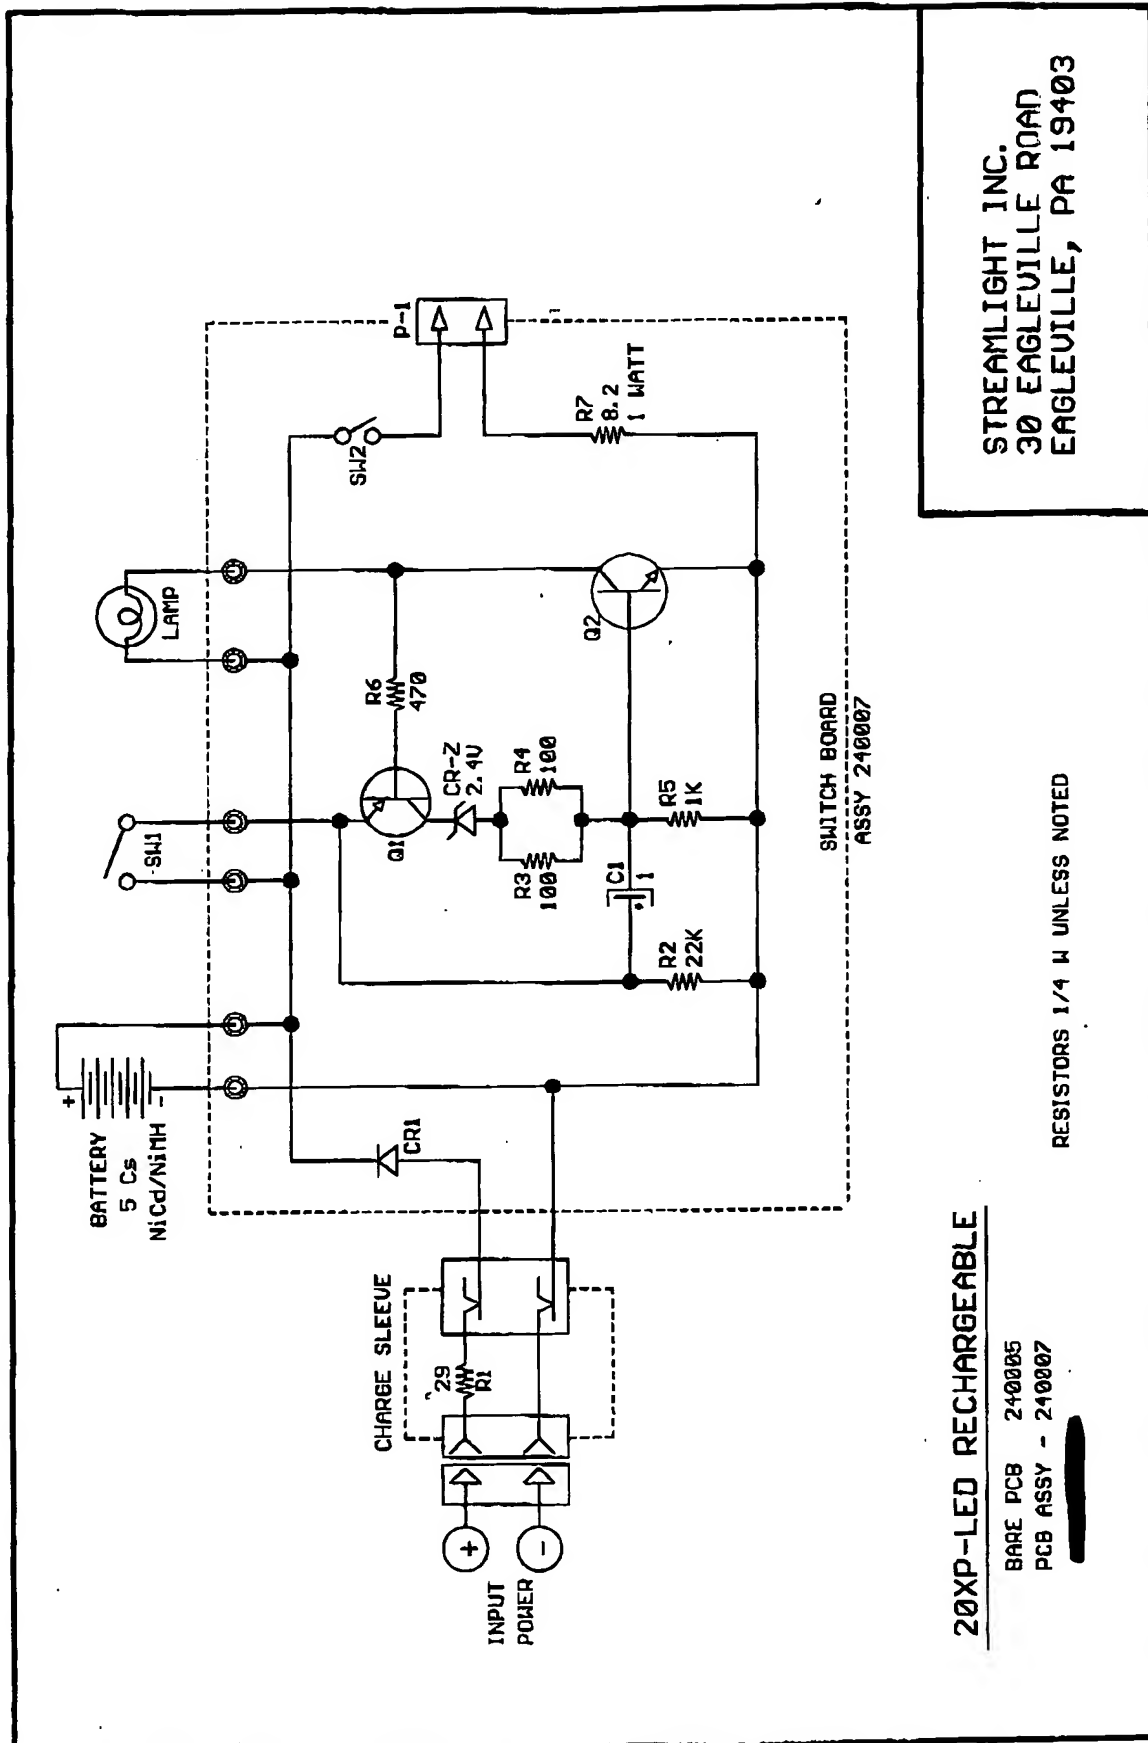 BATTERY
5 Cs
NiCd/NiMH
+
-
SW1
LAMP
CHARGE SLEEVE
INPUT
POWER
+
-
29
R1
CR1
Q1
R6
470
CR-Z
2.4V
R3
100
R4
100
C1
1
R2
22K
R5
1K
Q2
SW2
P-1
R7
8.2
1 WATT
SWITCH BOARD
ASSY 240007
20XP-LED RECHARGEABLE
BARE PCB 240005
PCB ASSY - 240007
RESISTORS 1/4 W UNLESS NOTED
STREAMLIGHT INC.
30 EAGLEVILLE ROAD
EAGLEVILLE, PA 19403